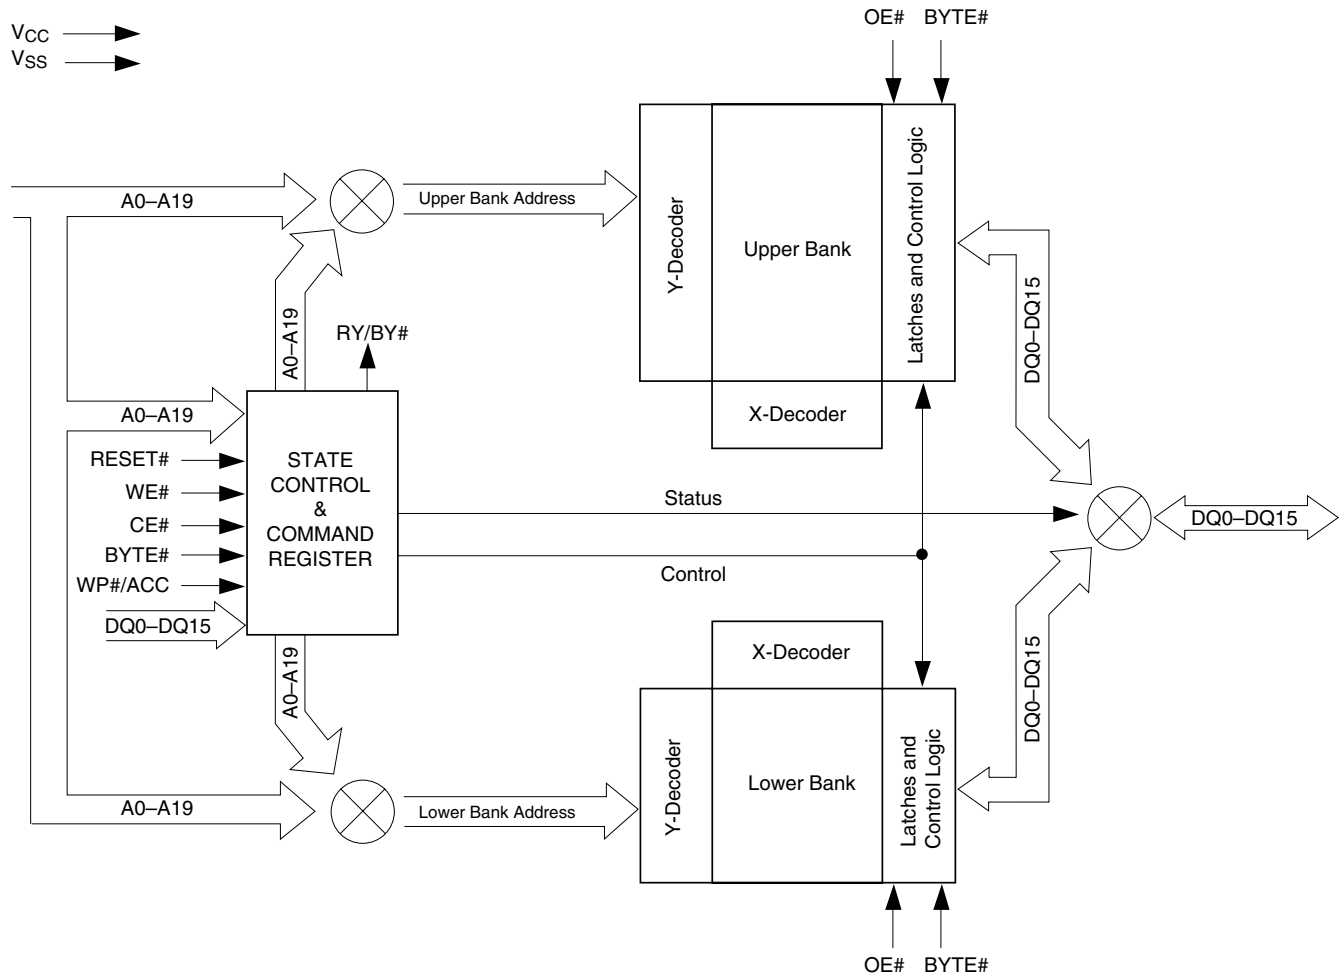 VCC
VSS
OE# BYTE#
A0–A19
Upper Bank Address
Y-Decoder
Upper Bank
Latches and Control Logic
X-Decoder
A0–A19
RY/BY#
DQ0–DQ15
A0–A19
RESET#
WE#
CE#
BYTE#
WP#/ACC
DQ0–DQ15
STATE
CONTROL
&
COMMAND
REGISTER
Status
Control
DQ0–DQ15
A0–A19
X-Decoder
DQ0–DQ15
A0–A19
Lower Bank Address
Y-Decoder
Lower Bank
Latches and
Control Logic
OE# BYTE#